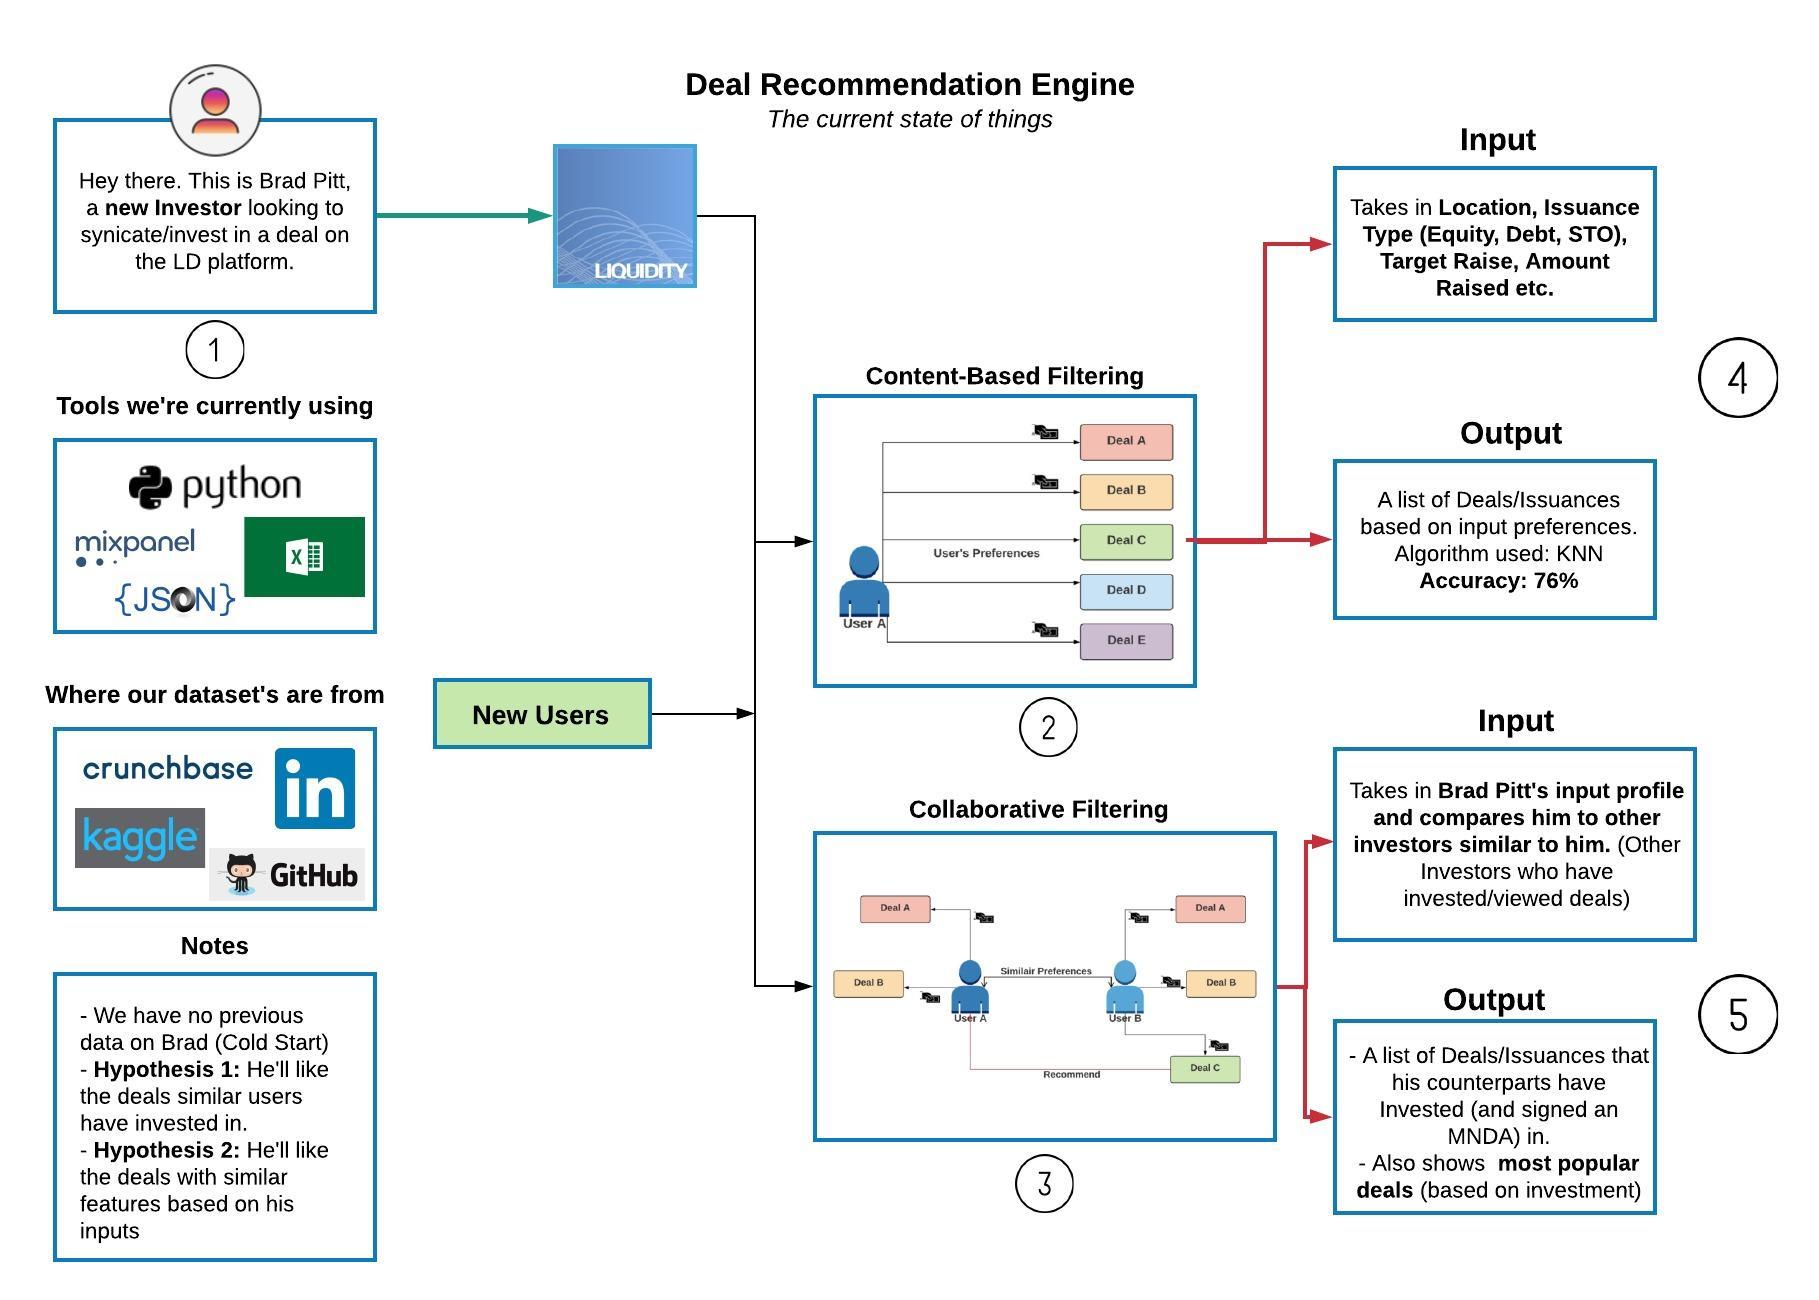 Deal Recommendation Engine
The current state of things
Hey there. This is Brad Pitt,
a new Investor looking to
synicate/invest in a deal on
the LD platform.
1
LIQUIDITY
Tools we're currently using
python
mixpanel
X
{JSON}
Where our dataset's are from
crunchbase
in
kaggle
GitHub
Notes
- We have no previous
data on Brad (Cold Start)
- Hypothesis 1: He'll like
the deals similar users
have invested in.
- Hypothesis 2: He'll like
the deals with similar
features based on his
inputs
New Users
Content-Based Filtering
Deal A
Deal B
Deal C
User's Preferences
Deal D
User A
Deal E
2
Collaborative Filtering
Deal A
Deal A
Similair Preferences
Deal B
Deal B
User A
User B
Deal C
Recommend
3
Input
Takes in Location, Issuance
Type (Equity, Debt, STO),
Target Raise, Amount
Raised etc.
4
Output
A list of Deals/Issuances
based on input preferences.
Algorithm used: KNN
Accuracy: 76%
Input
Takes in Brad Pitt's input profile
and compares him to other
investors similar to him. (Other
Investors who have
invested/viewed deals)
Output
5
- A list of Deals/Issuances that
his counterparts have
Invested (and signed an
MNDA) in.
- Also shows  most popular
deals (based on investment)